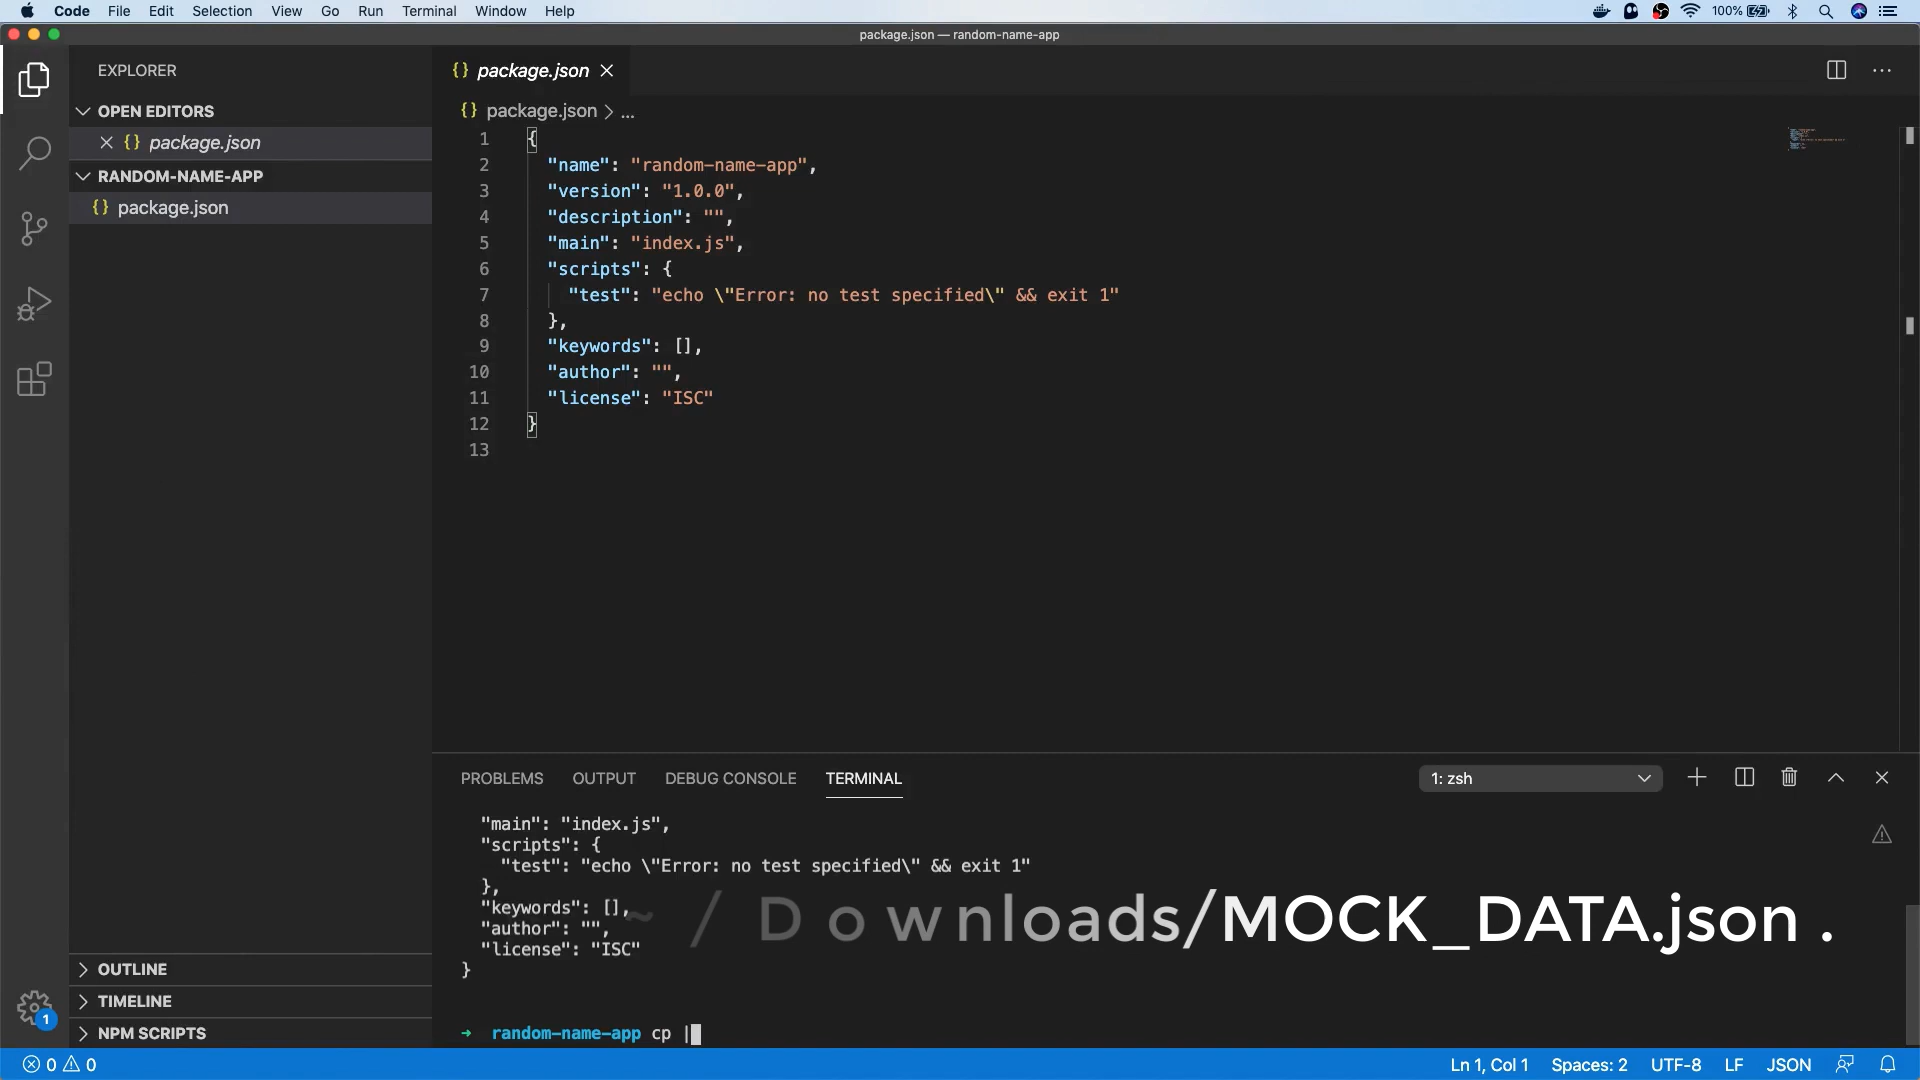 Code File Edit Selection View Go Run Terminal Window Help 100%
package.json — random-name-app
EXPLORER
OPEN EDITORS
package.json
RANDOM-NAME-APP
{} package.json
OUTLINE
TIMELINE
NPM SCRIPTS
1
{} package.json
{} package.json > ...
1 {
2 "name": "random-name-app",
3 "version": "1.0.0",
4 "description": "",
5 "main": "index.js",
6 "scripts": {
7 "test": "echo \"Error: no test specified\" && exit 1"
8 },
9 "keywords": [],
10 "author": "",
11 "license": "ISC"
12 }
13
PROBLEMS OUTPUT DEBUG CONSOLE TERMINAL 1: zsh
"main": "index.js",
"scripts": {
"test": "echo \"Error: no test specified\" && exit 1"
},
"keywords": [],
"author": "",
"license": "ISC"
}
~/Downloads/MOCK_DATA.json .
→ random-name-app cp
0 0 Ln 1, Col 1 Spaces: 2 UTF-8 LF JSON